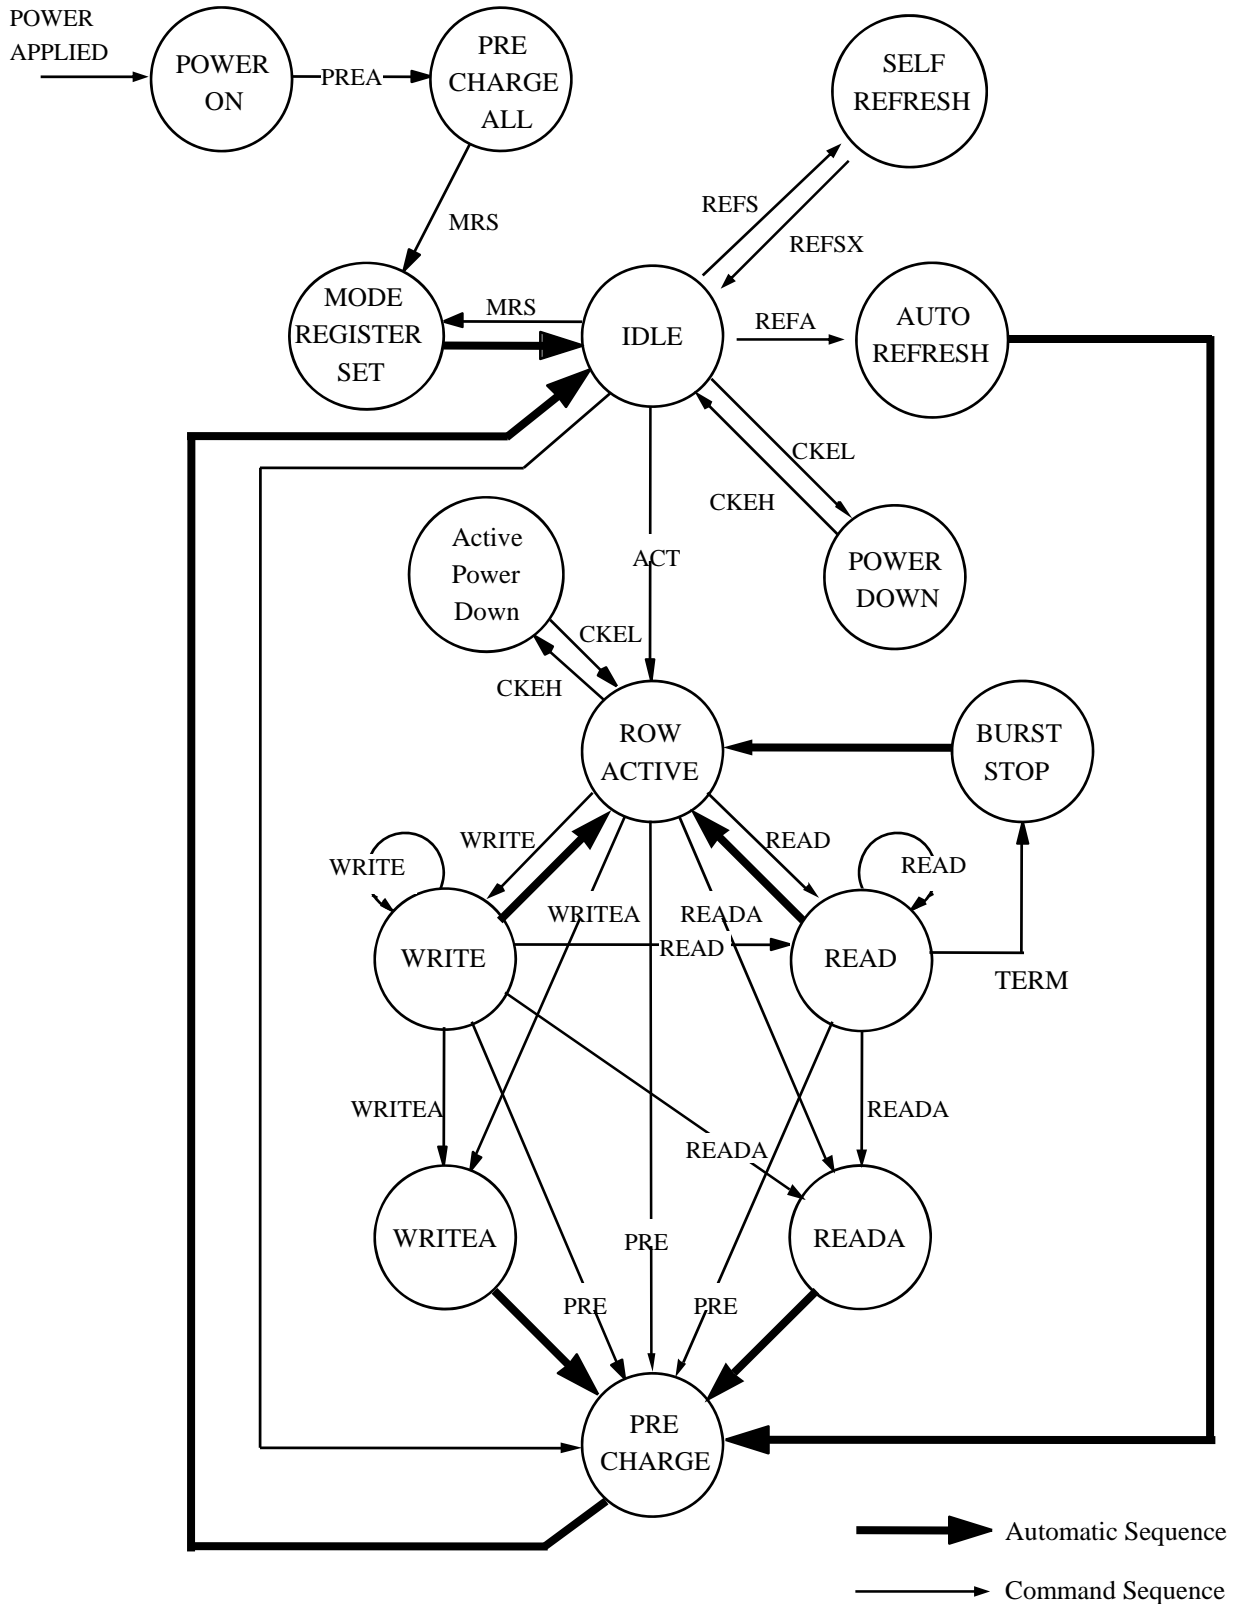 POWER
APPLIED
POWER
ON
PREA
PRE
CHARGE
ALL
SELF
REFRESH
MRS
REFS
REFSX
MODE
REGISTER
SET
MRS
IDLE
REFA
AUTO
REFRESH
CKEL
CKEH
Active
Power
Down
ACT
POWER
DOWN
CKEL
CKEH
ROW
ACTIVE
BURST
STOP
WRITE
READ
WRITE
READ
WRITEA
READA
WRITE
READ
READ
TERM
WRITEA
READA
READA
WRITEA
READA
PRE
PRE
PRE
PRE
CHARGE
Automatic Sequence
Command Sequence